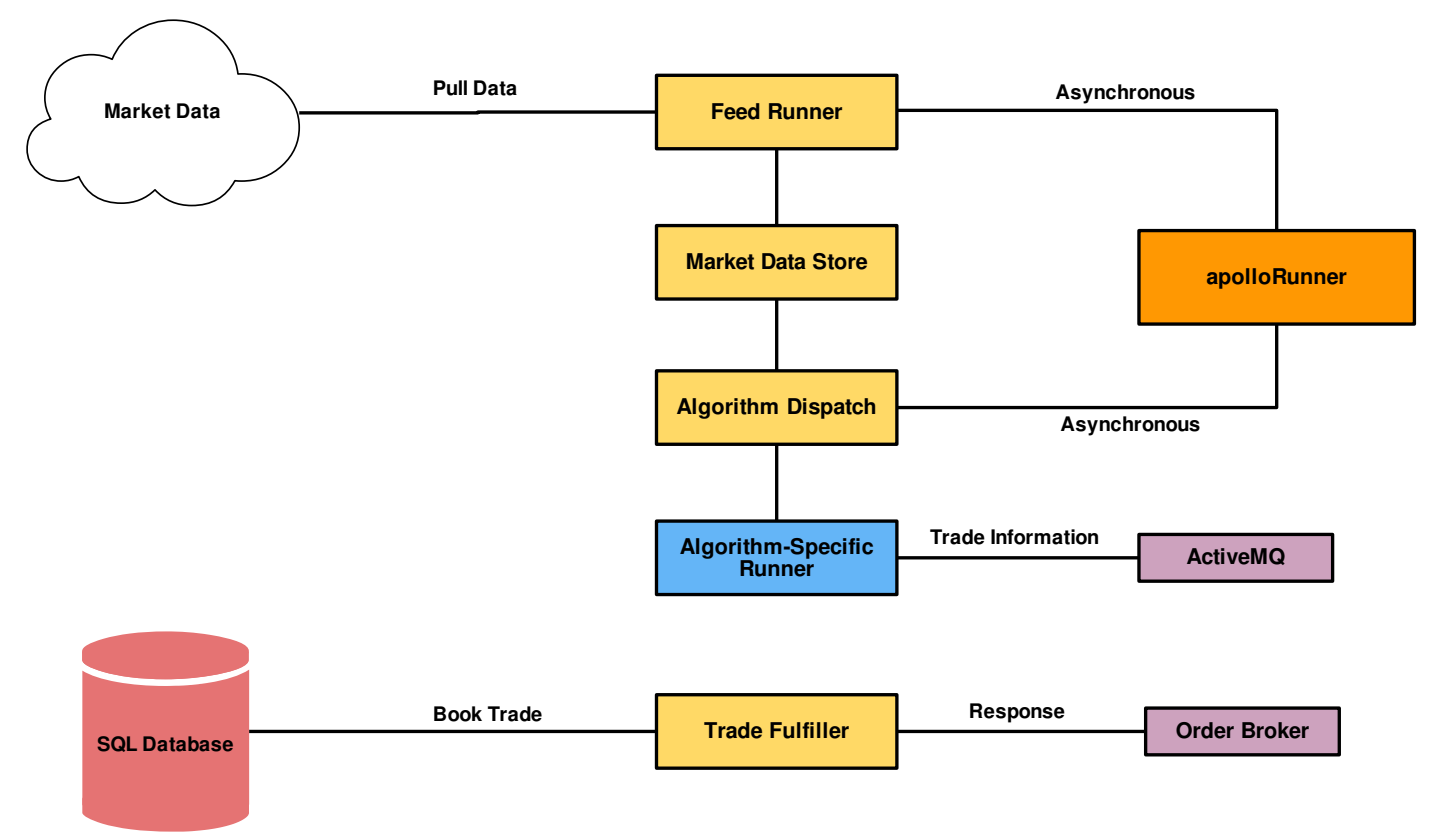 Market Data
Pull Data
Feed Runner
Asynchronous
Market Data Store
apolloRunner
Algorithm Dispatch
Asynchronous
Algorithm-Specific
Runner
Trade Information
ActiveMQ
SQL Database
Book Trade
Trade Fulfiller
Response
Order Broker